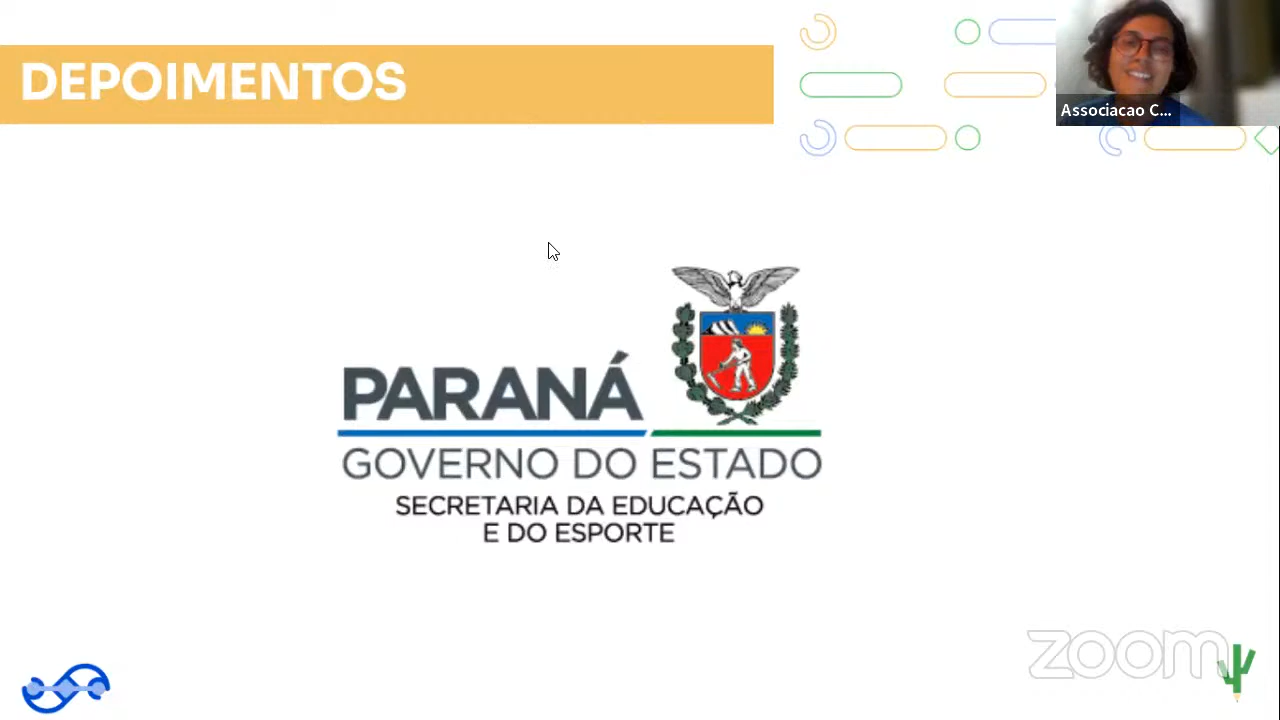 DEPOIMENTOS
Associacao C...
PARANÁ
GOVERNO DO ESTADO
SECRETARIA DA EDUCAÇÃO
E DO ESPORTE
zoom